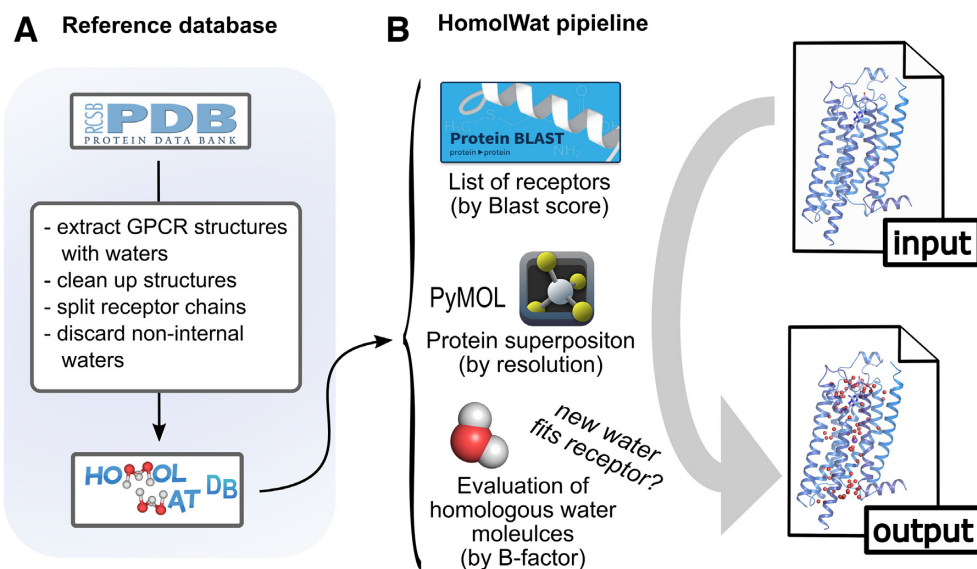 A Reference database
RCSB
PDB
PROTEIN DATA BANK
- extract GPCR structures
with waters
- clean up structures
- split receptor chains
- discard non-internal
waters
HOMOL
WAT DB
B HomolWat pipieline
Protein BLAST
protein ▸ protein
List of receptors
(by Blast score)
PyMOL
Protein superpositon
(by resolution)
new water
fits receptor?
Evaluation of
homologous water
moleulces
(by B-factor)
input
output